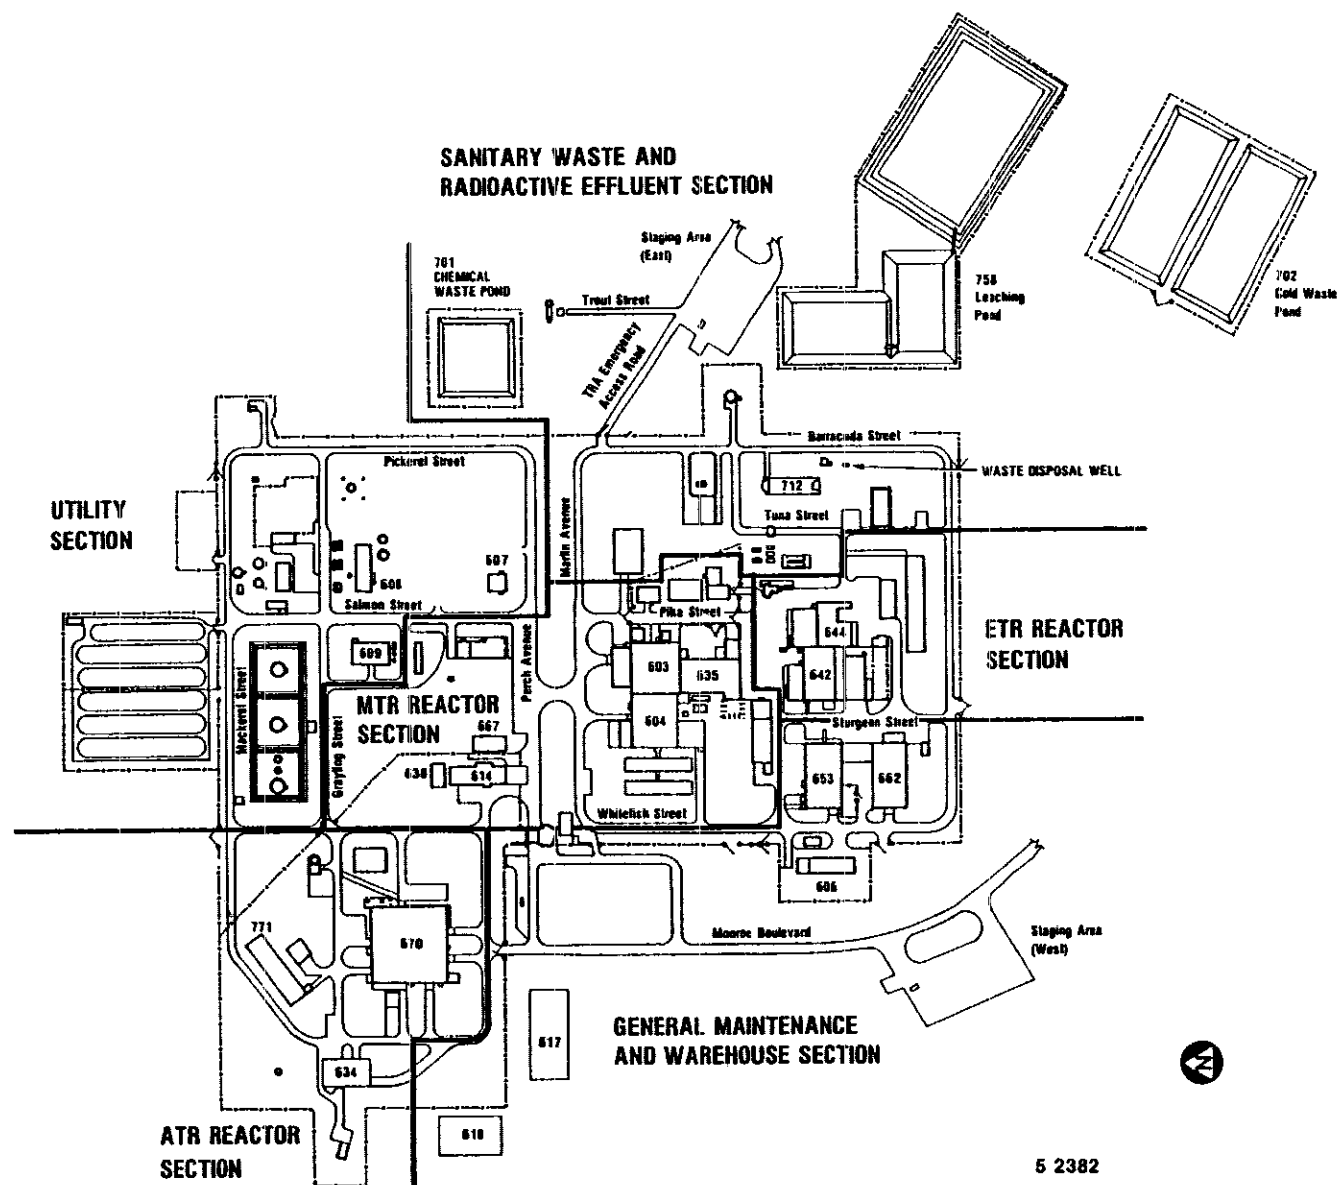 SANITARY WASTE AND
RADIOACTIVE EFFLUENT SECTION
Staging Area
(East)
701
CHEMICAL
WASTE POND
Trout Street
758
Leaching
Pond
702
Cold Waste
Pond
TRA Emergency
Access Road
Barracuda Street
Pickerel Street
WASTE DISPOSAL WELL
712
UTILITY
SECTION
Tuna Street
Marlin Avenue
607
608
Salmon Street
Pike Street
ETR REACTOR
SECTION
644
609
603
635
642
Perch Avenue
Mackerel Street
MTR REACTOR
SECTION
604
Sturgeon Street
Grayling Street
667
638
614
653
662
Whitefish Street
606
771
670
Monroe Boulevard
Staging Area
(West)
GENERAL MAINTENANCE
AND WAREHOUSE SECTION
617
634
N
ATR REACTOR
SECTION
618
5 2382